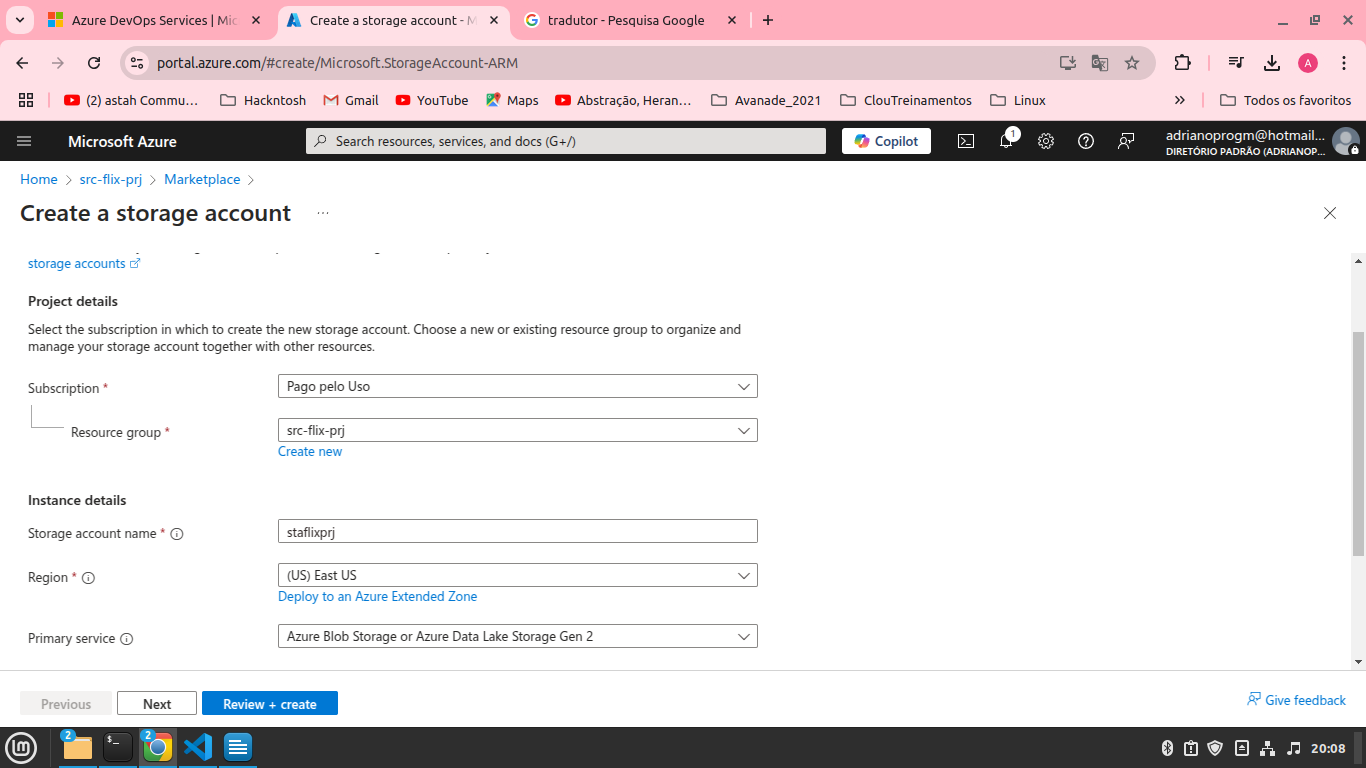 Azure DevOps Services | Mic
Create a storage account - M
tradutor - Pesquisa Google
portal.azure.com/#create/Microsoft.StorageAccount-ARM
A
(2) astah Commu...
Hackntosh
Gmail
YouTube
Maps
Abstração, Heran...
Avanade_2021
ClouTreinamentos
Linux
Todos os favoritos
Microsoft Azure
Search resources, services, and docs (G+/)
Copilot
1
adrianoprogm@hotmail...
DIRETÓRIO PADRÃO (ADRIANOP...
Home > src-flix-prj > Marketplace >
Create a storage account ...
storage accounts
Project details
Select the subscription in which to create the new storage account. Choose a new or existing resource group to organize and
manage your storage account together with other resources.
Subscription *
Pago pelo Uso
Resource group *
src-flix-prj
Create new
Instance details
Storage account name *
staflixprj
Region *
(US) East US
Deploy to an Azure Extended Zone
Primary service
Azure Blob Storage or Azure Data Lake Storage Gen 2
Previous
Next
Review + create
Give feedback
2
2
20:08